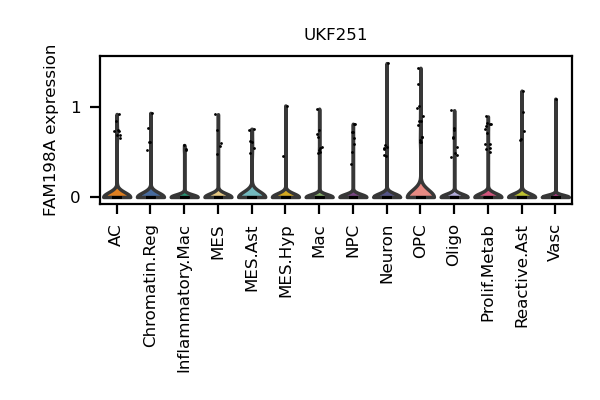 UKF251
FAM198A expression
1
0
AC
Chromatin.Reg
Inflammatory.Mac
MES
MES.Ast
MES.Hyp
Mac
NPC
Neuron
OPC
Oligo
Prolif.Metab
Reactive.Ast
Vasc